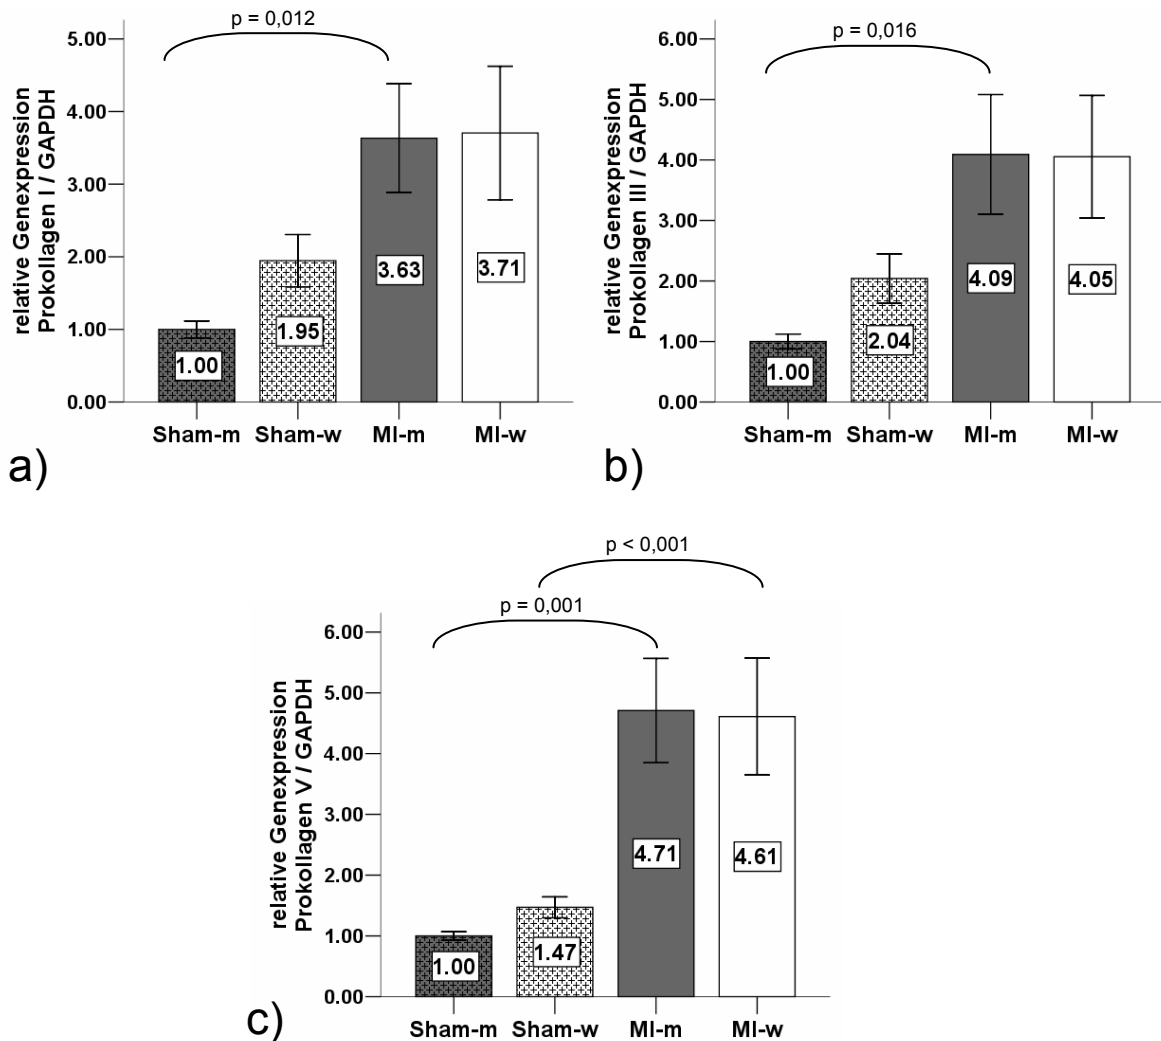 p = 0,012
5.00
4.00
3.00
2.00
1.00
0.00
relative Genexpression
Prokollagen I / GAPDH
1.00
1.95
3.63
3.71
Sham-m Sham-w MI-m MI-w
a)
p = 0,016
6.00
5.00
4.00
3.00
2.00
1.00
0.00
relative Genexpression
Prokollagen III / GAPDH
1.00
2.04
4.09
4.05
Sham-m Sham-w MI-m MI-w
b)
p < 0,001
p = 0,001
6.00
5.00
4.00
3.00
2.00
1.00
0.00
relative Genexpression
Prokollagen V / GAPDH
1.00
1.47
4.71
4.61
Sham-m Sham-w MI-m MI-w
c)